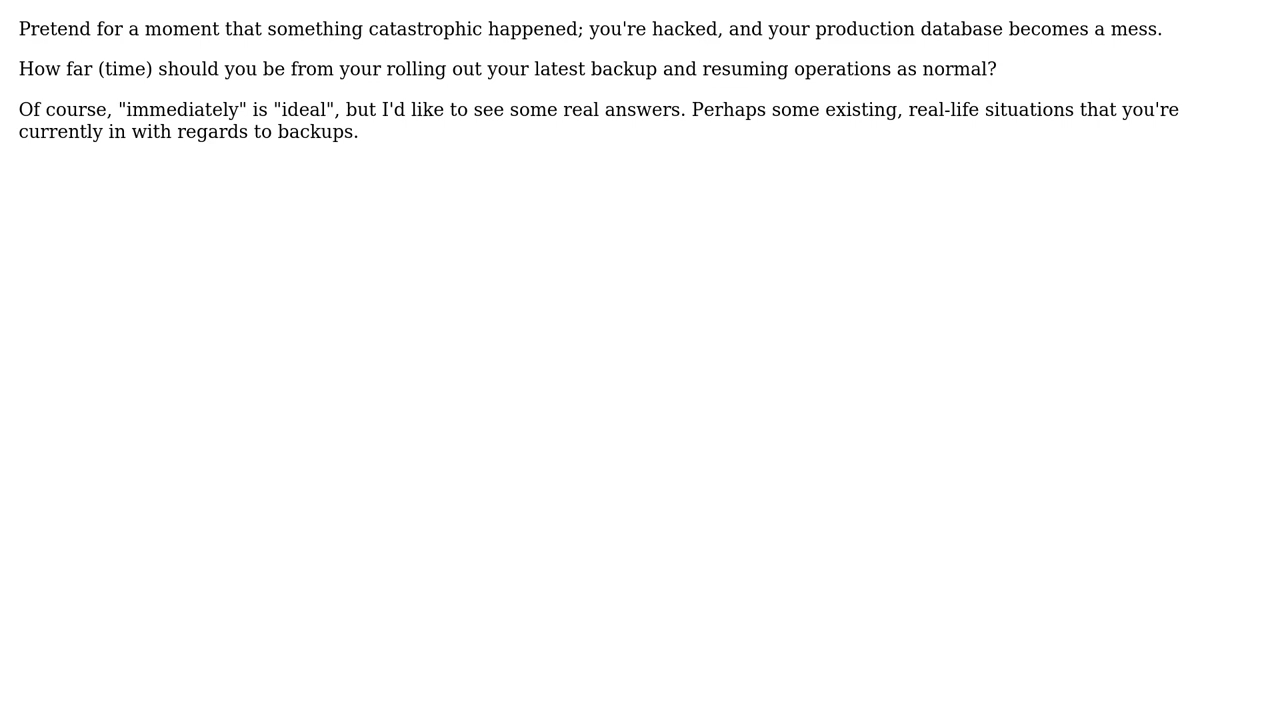 Pretend for a moment that something catastrophic happened; you're hacked, and your production database becomes a mess.
How far (time) should you be from your rolling out your latest backup and resuming operations as normal?
Of course, "immediately" is "ideal", but I'd like to see some real answers. Perhaps some existing, real-life situations that you're
currently in with regards to backups.